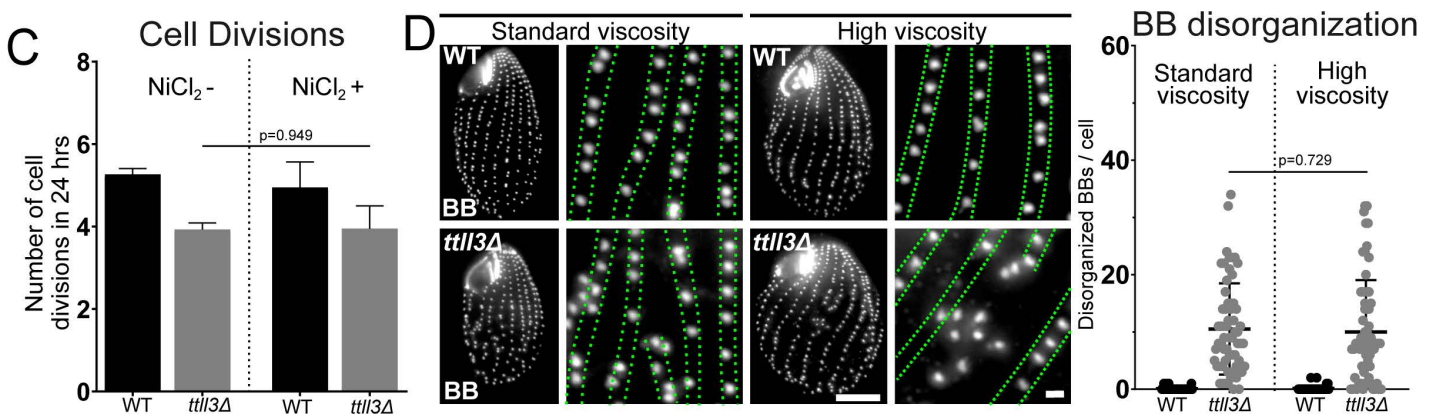 C
Cell Divisions
Number of cell
divisions in 24 hrs
8
6
4
2
0
NiCl₂ -
NiCl₂ +
p=0.949
WT
ttll3Δ
WT
ttll3Δ
D
Standard viscosity
High viscosity
WT
BB
WT
ttll3Δ
BB
ttll3Δ
BB disorganization
Disorganized BBs / cell
60
40
20
0
Standard
viscosity
High
viscosity
p=0.729
WT
ttll3Δ
WT
ttll3Δ